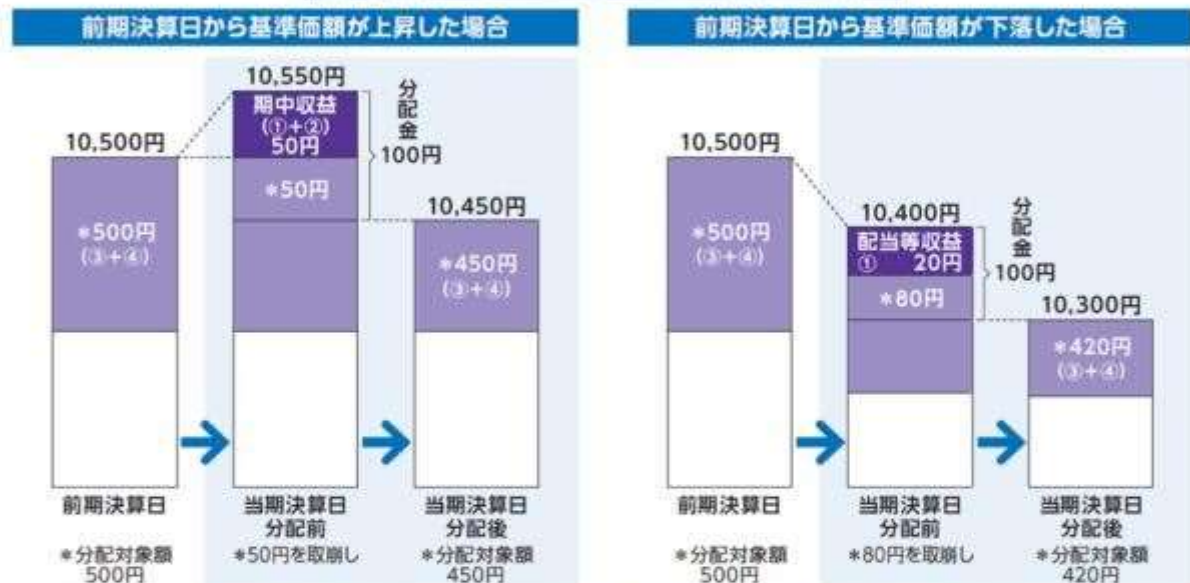 前期決算日から基準価額が上昇した場合
10,550円
期中収益
(①+②)
50円
分配金
100円
10,500円
*50円
10,450円
*500円
(③+④)
*450円
(③+④)
前期決算日
当期決算日
分配前
当期決算日
分配後
*分配対象額
500円
*50円を取崩し
*分配対象額
450円
前期決算日から基準価額が下落した場合
10,500円
10,400円
配当等収益
① 20円
分配金
100円
*500円
(③+④)
*80円
10,300円
*420円
(③+④)
前期決算日
当期決算日
分配前
当期決算日
分配後
*分配対象額
500円
*80円を取崩し
*分配対象額
420円